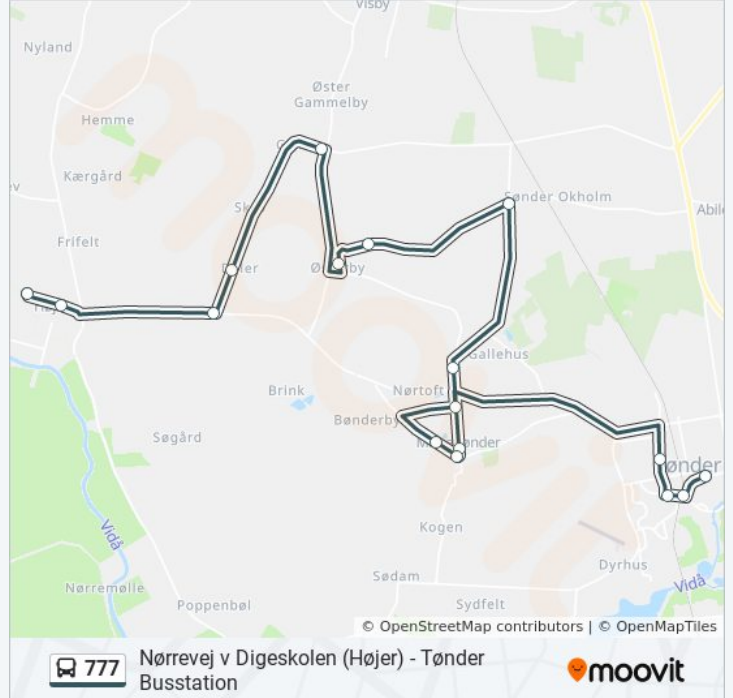 Visby
Nyland
Øster
Gammelby
Hemme
Kærgård
Sønder Okholm
Frifelt
Gallehus
Brink
Nørtoft
Bønderby
Søgård
Tønder
Kogen
Vidå
Dyrhus
Sødam
Nørremølle
Vidå
Poppenbøl
Sydfelt
© OpenStreetMap contributors | © OpenMapTiles
777
Nørrevej v Digeskolen (Højer) - Tønder
Busstation
moovit